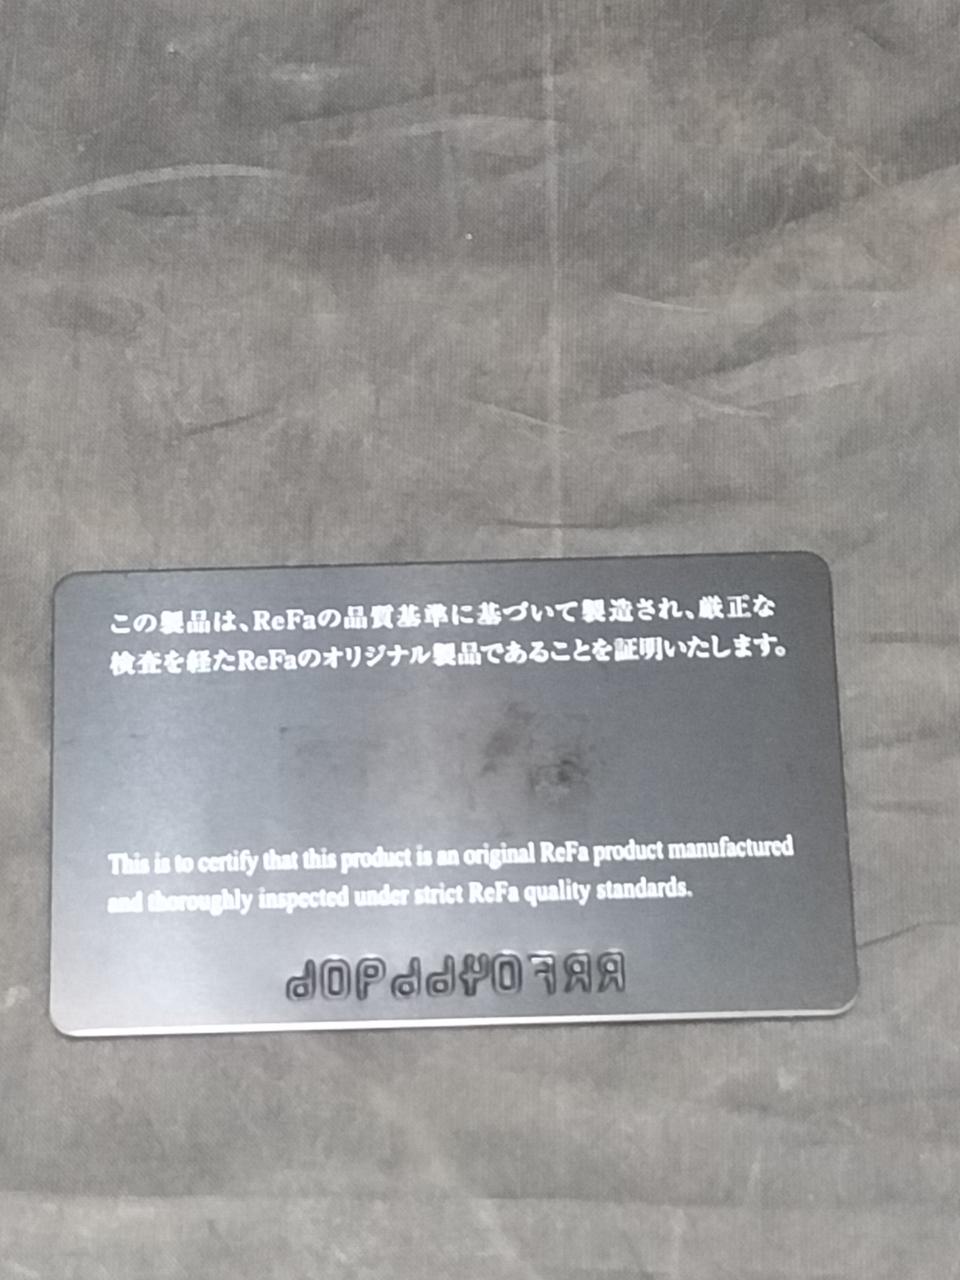 この製品は、ReFaの品質基準に基づいて製造され、厳正な
検査を経たReFaのオリジナル製品であることを証明いたします。
This is to certify that this product is an original ReFa product manufactured
and thoroughly inspected under strict ReFa quality standards.